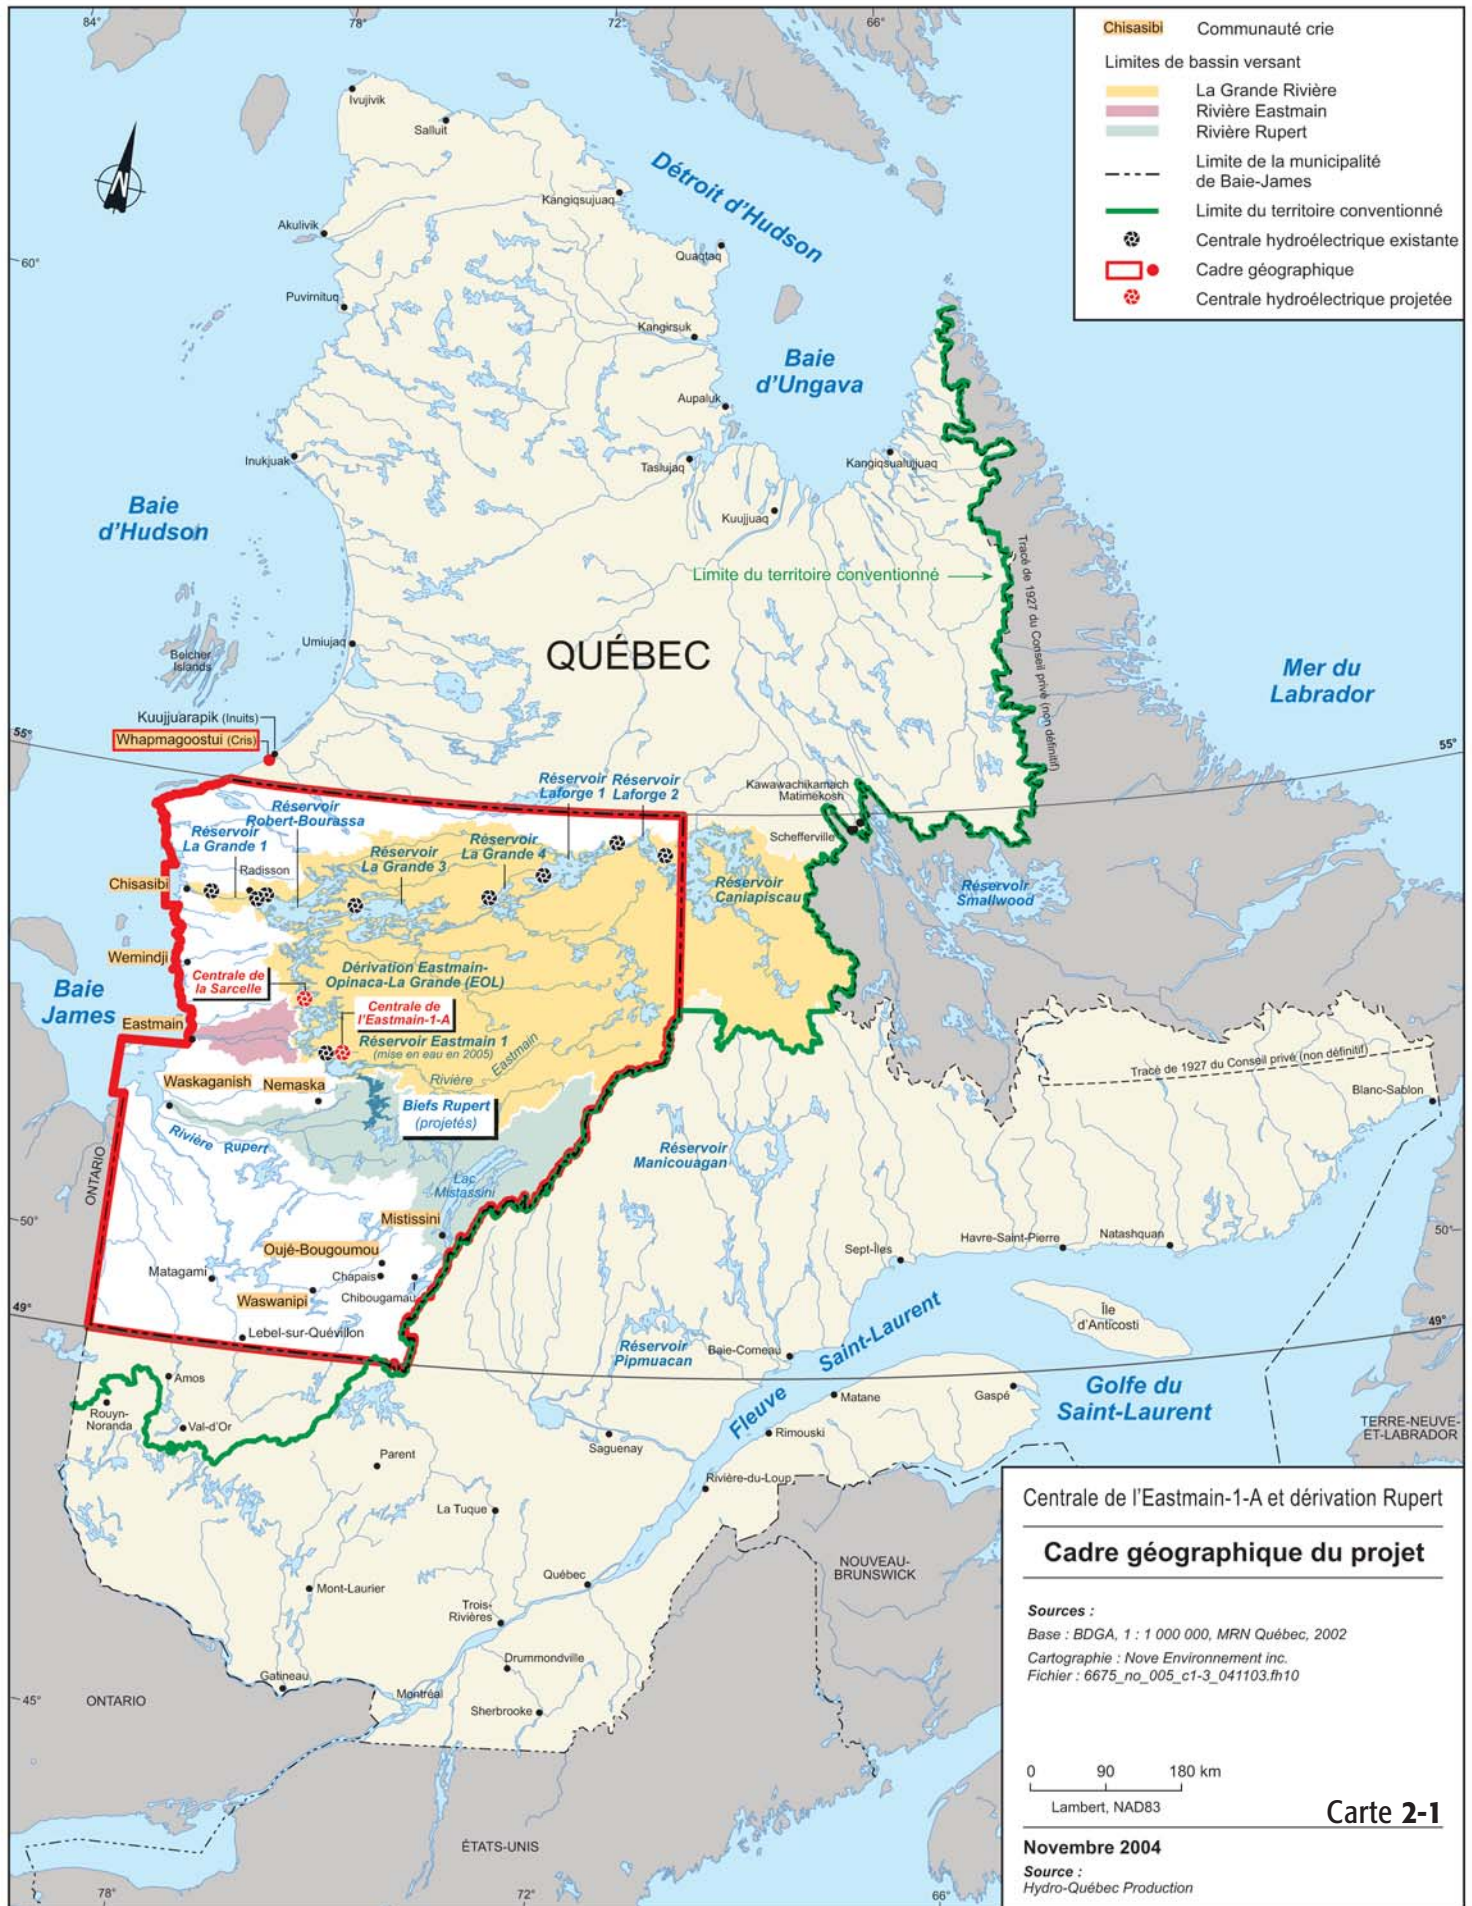 84°
78°
72°
66°
Chisasibi
Communauté crie
Limites de bassin versant
La Grande Rivière
Rivière Eastmain
Rivière Rupert
Limite de la municipalité
de Baie-James
Limite du territoire conventionné
Centrale hydroélectrique existante
Cadre géographique
Centrale hydroélectrique projetée
N
Ivujivik
Salluit
Détroit d'Hudson
Kangiqsujuaq
Akulivik
Quaqtaq
60°
Puvirnituq
Kangirsuk
Baie
d'Ungava
Aupaluk
Inukjuak
Taslujaq
Kangiqsualujjuaq
Baie
d'Hudson
Kuujjuaq
Limite du territoire conventionné
Tracé de 1927 du Conseil privé (non définitif)
Umiujaq
QUÉBEC
Belcher
Islands
Mer du
Labrador
Kuujjuarapik (Inuits)
Whapmagoostui (Cris)
55°
55°
Réservoir
Laforge 1
Réservoir
Laforge 2
Kawawachikamach
Matimekosh
Schefferville
Réservoir
Robert-Bourassa
Réservoir
La Grande 1
Réservoir
La Grande 3
Réservoir
La Grande 4
Radisson
Chisasibi
Réservoir
Caniapiscau
Réservoir
Smallwood
Wemindji
Centrale de
la Sarcelle
Dérivation Eastmain-
Opinaca-La Grande (EOL)
Baie
James
Eastmain
Centrale de
l'Eastmain-1-A
Réservoir Eastmain 1
(mise en eau en 2005)
Rivière Eastmain
Tracé de 1927 du Conseil privé (non définitif)
Blanc-Sablon
Waskaganish
Nemaska
Biefs Rupert
(projetés)
Rivière Rupert
Réservoir
Manicouagan
ONTARIO
Lac
Mistassini
50°
50°
Mistissini
Oujé-Bougoumou
Sept-Îles
Havre-Saint-Pierre
Natashquan
Matagami
Chapais
Chibougamau
Waswanipi
49°
49°
Île
d'Anticosti
Lebel-sur-Quévillon
Réservoir
Pipmuacan
Baie-Comeau
Fleuve Saint-Laurent
Amos
Matane
Gaspé
Golfe du
Saint-Laurent
Rouyn-
Noranda
Val-d'Or
Saguenay
Rimouski
TERRE-NEUVE-
ET-LABRADOR
Parent
Rivière-du-Loup
La Tuque
NOUVEAU-
BRUNSWICK
Québec
Mont-Laurier
Trois-
Rivières
Drummondville
Gatineau
Montréal
Sherbrooke
45°
ONTARIO
ÉTATS-UNIS
78°
72°
66°
Centrale de l'Eastmain-1-A et dérivation Rupert
Cadre géographique du projet
Sources :
Base : BDGA, 1 : 1 000 000, MRN Québec, 2002
Cartographie : Nove Environnement inc.
Fichier : 6675_no_005_c1-3_041103.fh10
0 90 180 km
Lambert, NAD83
Carte 2-1
Novembre 2004
Source :
Hydro-Québec Production